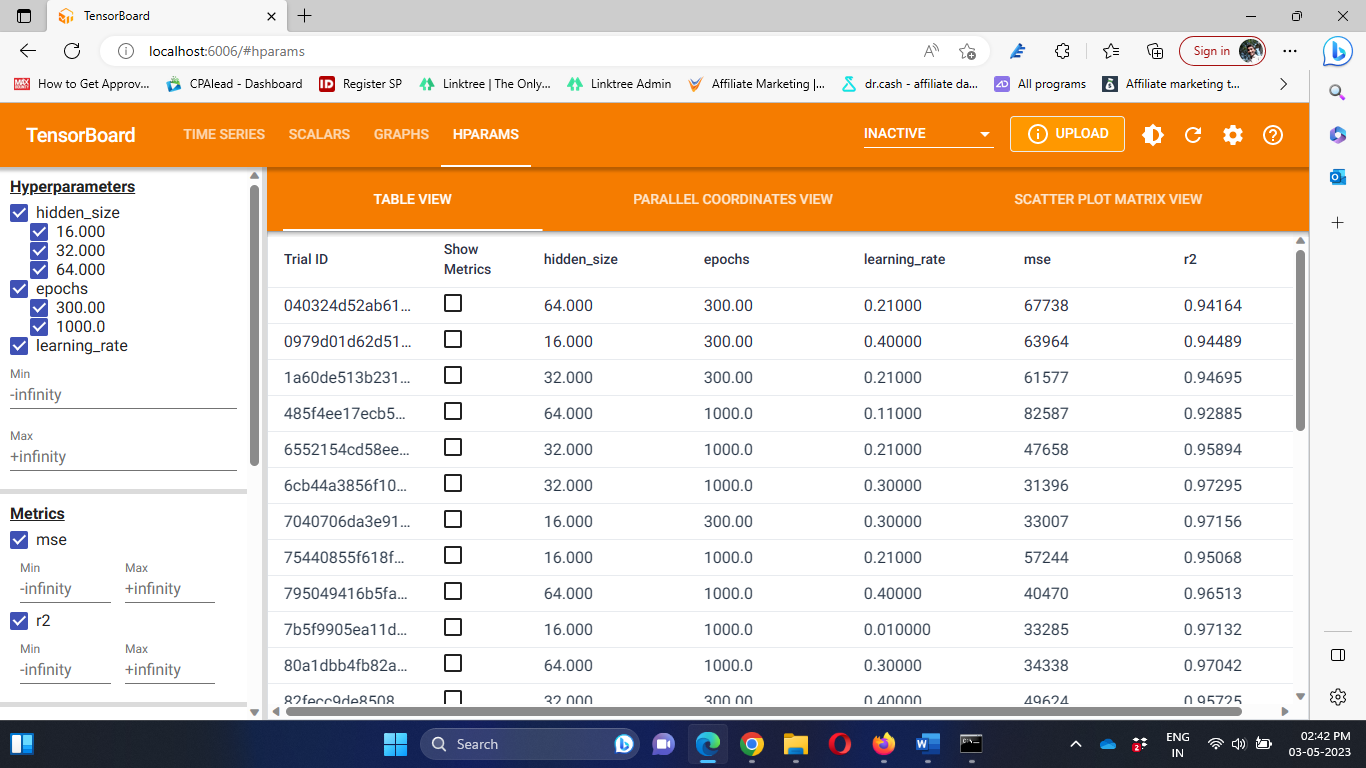 TensorBoard
localhost:6006/#hparams
Sign in
How to Get Approv...
CPAlead - Dashboard
Register SP
Linktree | The Only...
Linktree Admin
Affiliate Marketing |...
dr.cash - affiliate da...
All programs
Affiliate marketing t...
TensorBoard
TIME SERIES
SCALARS
GRAPHS
HPARAMS
INACTIVE
UPLOAD
Hyperparameters
hidden_size
16.000
32.000
64.000
epochs
300.00
1000.0
learning_rate
Min
-infinity
Max
+infinity
Metrics
mse
Min Max
-infinity +infinity
r2
Min Max
-infinity +infinity
TABLE VIEW
PARALLEL COORDINATES VIEW
SCATTER PLOT MATRIX VIEW
Trial ID Show Metrics hidden_size epochs learning_rate mse r2
040324d52ab61... 64.000 300.00 0.21000 67738 0.94164
0979d01d62d51... 16.000 300.00 0.40000 63964 0.94489
1a60de513b231... 32.000 300.00 0.21000 61577 0.94695
485f4ee17ecb5... 64.000 1000.0 0.11000 82587 0.92885
6552154cd58ee... 32.000 1000.0 0.21000 47658 0.95894
6cb44a3856f10... 32.000 1000.0 0.30000 31396 0.97295
7040706da3e91... 16.000 300.00 0.30000 33007 0.97156
75440855f618f... 16.000 1000.0 0.21000 57244 0.95068
795049416b5fa... 64.000 1000.0 0.40000 40470 0.96513
7b5f9905ea11d... 16.000 1000.0 0.010000 33285 0.97132
80a1dbb4fb82a... 64.000 1000.0 0.30000 34338 0.97042
82fecc9de8508 32.000 300.00 0.40000 49624 0.95725
Search
ENG
IN
02:42 PM
03-05-2023